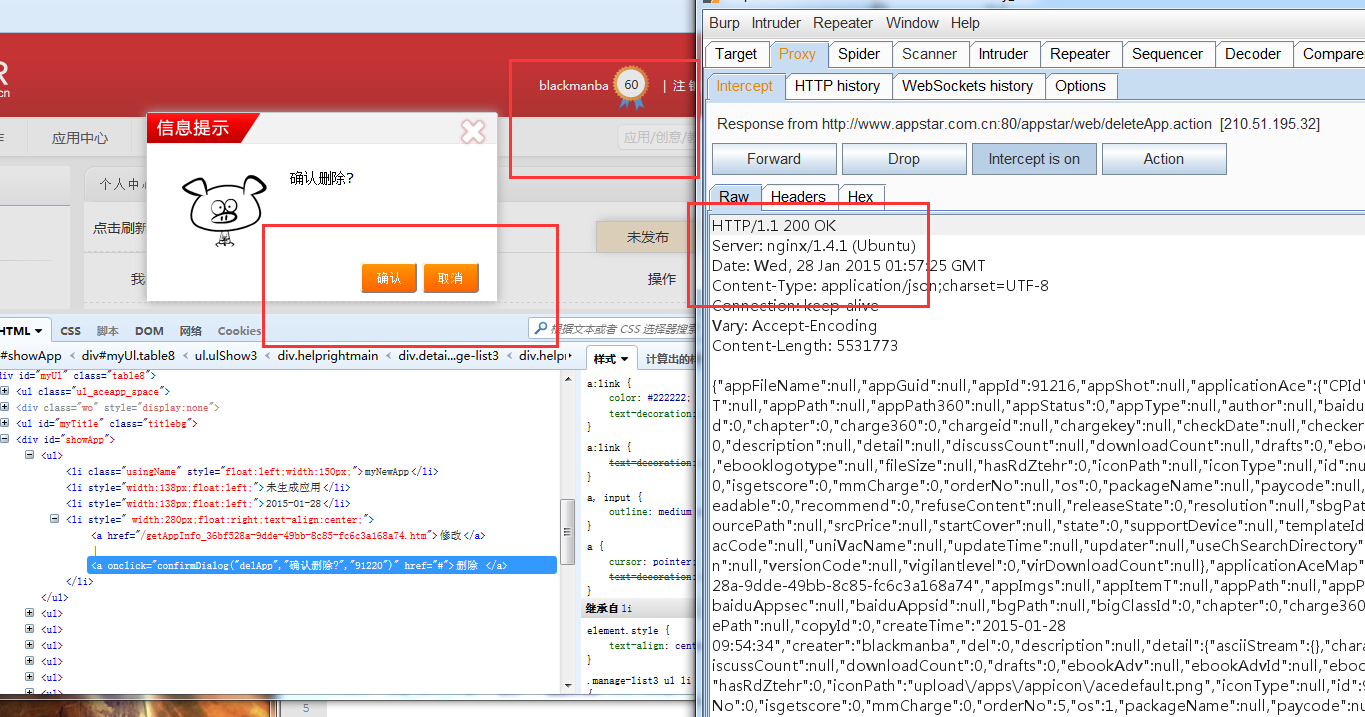 R
cn
blackmanba 60 | 注 销
应用中心
应用/创意/教
信息提示
确认删除?
确认 取消
个人中心
点击刷新
未发布
我
操作
HTML CSS 脚本 DOM 网络 Cookies
根据文本或者 CSS 选择器搜索
#showApp < div#myUl.table8 < ul.ulShow3 < div.helprightmain < div.detai...ge-list3 < div.help
div id="myUl" class="table8">
<ul class="ul_aceapp_space">
<div class="wo" style="display:none">
<ul id="myTitle" class="titlebg">
<div id="showApp">
<ul>
<li class="usingName" style="float:left;width:150px;">myNewApp</li>
<li style="width:138px;float:left;">未生成应用</li>
<li style="width:138px;float:left;">2015-01-28</li>
<li style=" width:280px;float:right;text-align:center;">
<a href="/getAppInfo_36bf528a-9dde-49bb-8c85-fc6c3a168a74.htm">修改</a>
|
<a onclick="confirmDialog("delApp","确认删除?","91220")" href="#">删除 </a>
</li>
</ul>
<ul>
<ul>
<ul>
<ul>
<ul>
<ul>
样式 计算出的样
a:link {
color: #222222;
text-decoration:
}
a:link {
text-decoration:
}
a, input {
outline: medium
}
a {
cursor: pointer;
text-decoration:
}
继承自 li
element.style {
text-align: cent
}
.manage-list3 ul li
{
5
Burp Intruder Repeater Window Help
Target Proxy Spider Scanner Intruder Repeater Sequencer Decoder Comparer
Intercept HTTP history WebSockets history Options
Response from http://www.appstar.com.cn:80/appstar/web/deleteApp.action [210.51.195.32]
Forward Drop Intercept is on Action
Raw Headers Hex
HTTP/1.1 200 OK
Server: nginx/1.4.1 (Ubuntu)
Date: Wed, 28 Jan 2015 01:57:25 GMT
Content-Type: application/json;charset=UTF-8
Connection: keep-alive
Vary: Accept-Encoding
Content-Length: 5531773
{"appFileName":null,"appGuid":null,"appId":91216,"appShot":null,"applicationAce":{"CPId"
T":null,"appPath":null,"appPath360":null,"appStatus":0,"appType":null,"author":null,"baidu
d":0,"chapter":0,"charge360":0,"chargeid":null,"chargekey":null,"checkDate":null,"checker
0,"description":null,"detail":null,"discussCount":null,"downloadCount":null,"drafts":0,"ebo
,"ebooklogotype":null,"fileSize":null,"hasRdZtehr":0,"iconPath":null,"iconType":null,"id":nu
0,"isgetscore":0,"mmCharge":0,"orderNo":null,"os":0,"packageName":null,"paycode":null,
eadable":0,"recommend":0,"refuseContent":null,"releaseState":0,"resolution":null,"sbgPat
ourcePath":null,"srcPrice":null,"startCover":null,"state":0,"supportDevice":null,"templateId
acCode":null,"uniVacName":null,"updateTime":null,"updater":null,"useChSearchDirectory"
n":null,"versionCode":null,"vigilantlevel":0,"virDownloadCount":null},"applicationAceMap"
28a-9dde-49bb-8c85-fc6c3a168a74","appImgs":null,"appItemT":null,"appPath":null,"appP
baiduAppsec":null,"baiduAppsid":null,"bgPath":null,"bigClassId":0,"chapter":0,"charge360
ePath":null,"copyId":0,"createTime":"2015-01-28
09:54:34","creater":"blackmanba","del":0,"description":null,"detail":{"asciiStream":{},"chara
iscussCount":null,"downloadCount":0,"drafts":0,"ebookAdv":null,"ebookAdvId":null,"eboo
"hasRdZtehr":0,"iconPath":"upload\/apps\/appicon\/acedefault.png","iconType":null,"id":9
No":0,"isgetscore":0,"mmCharge":0,"orderNo":5,"os":1,"packageName":null,"paycode":nu